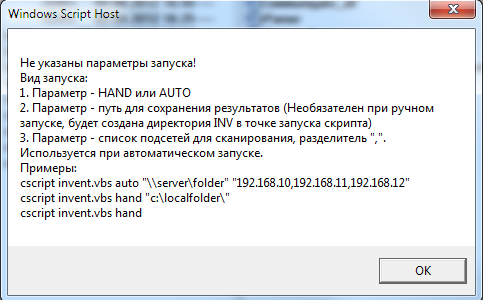 Windows Script Host
Не указаны параметры запуска!
Вид запуска:
1. Параметр - HAND или AUTO
2. Параметр - путь для сохранения результатов (Необязателен при ручном
запуске, будет создана директория INV в точке запуска скрипта)
3. Параметр - список подсетей для сканирования, разделитель ",".
Используется при автоматическом запуске.
Примеры:
cscript invent.vbs auto "\\server\folder" "192.168.10,192.168.11,192.168.12"
cscript invent.vbs hand "c:\localfolder\"
cscript invent.vbs hand
OK